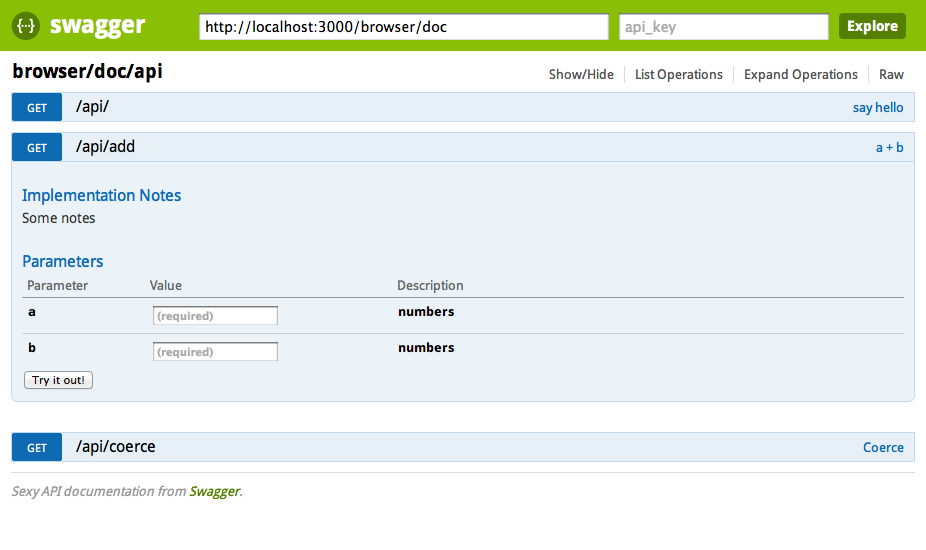 {··} swagger http://localhost:3000/browser/doc api_key Explore
browser/doc/api Show/Hide List Operations Expand Operations Raw
GET /api/ say hello
GET /api/add a + b
Implementation Notes
Some notes
Parameters
Parameter Value Description
a (required) numbers
b (required) numbers
Try it out!
GET /api/coerce Coerce
Sexy API documentation from Swagger.